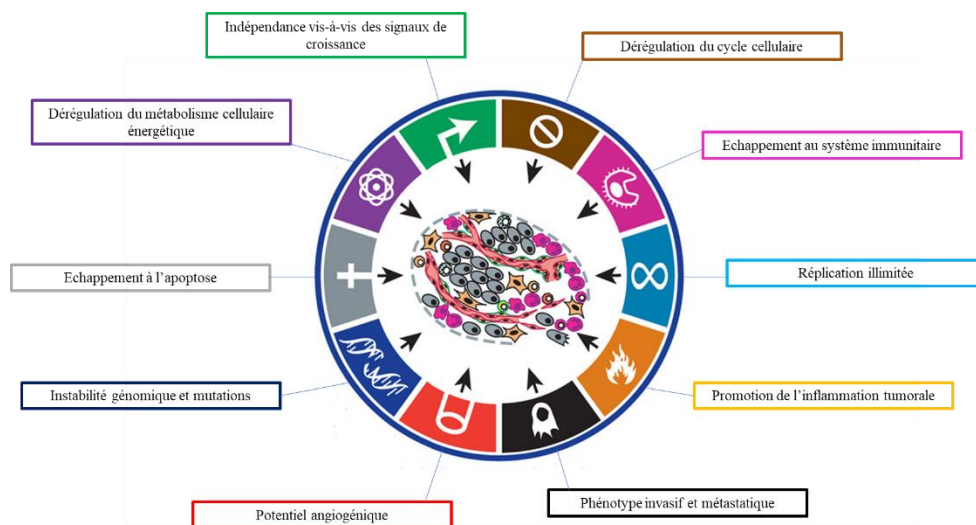 Indépendance vis-à-vis des signaux de
croissance
Dérégulation du cycle cellulaire
Dérégulation du métabolisme cellulaire
énergétique
Echappement au système immunitaire
Echappement à l’apoptose
Réplication illimitée
Instabilité génomique et mutations
Promotion de l’inflammation tumorale
Potentiel angiogénique
Phénotype invasif et métastatique